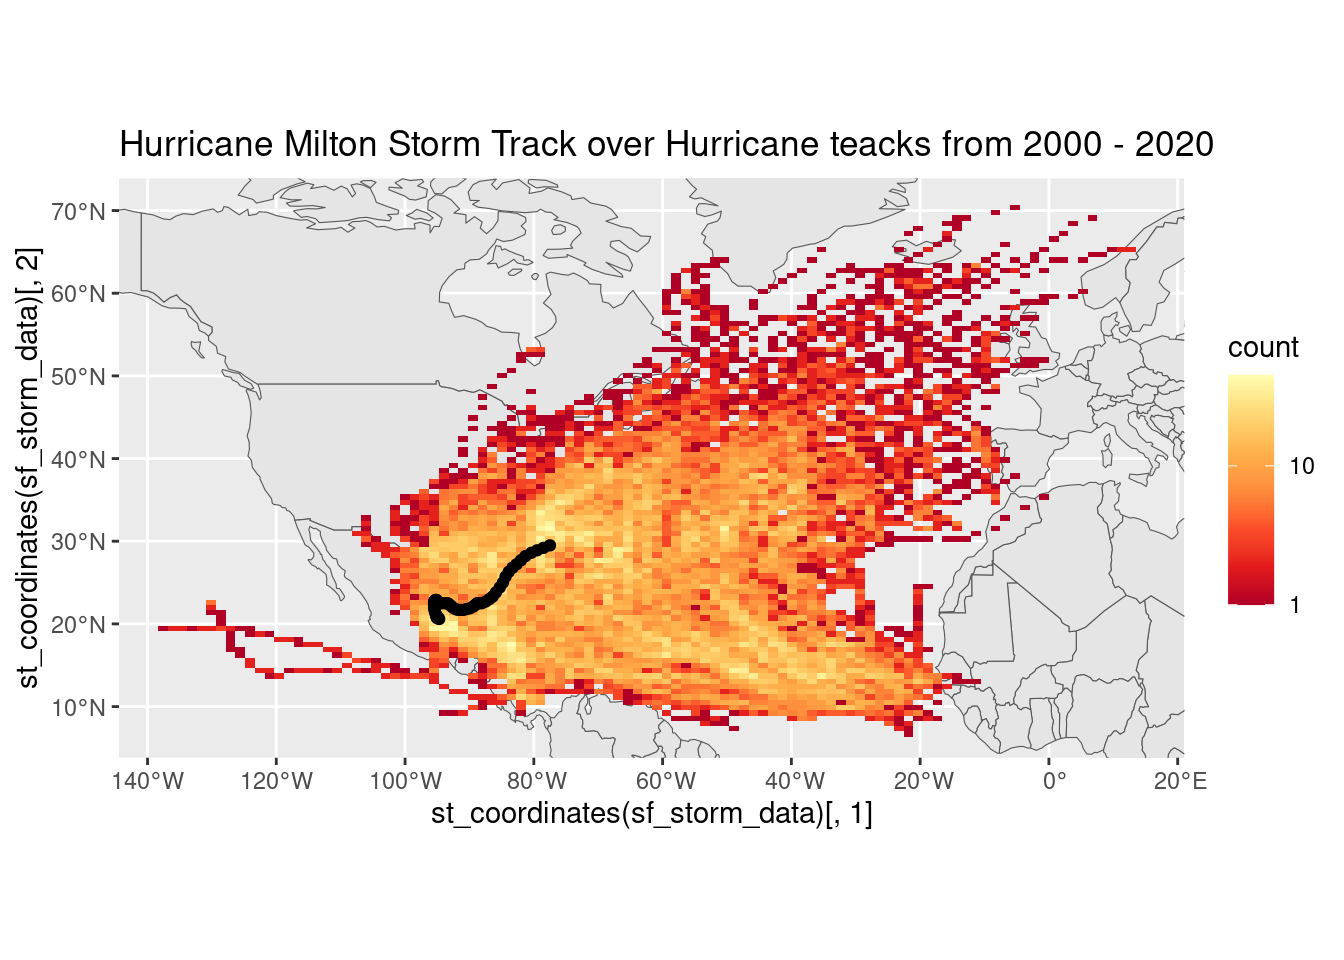 Hurricane Milton Storm Track over Hurricane teacks from 2000 - 2020
st_coordinates(sf_storm_data)[, 2]
70°N
60°N
50°N
40°N
30°N
20°N
10°N
140°W 120°W 100°W 80°W 60°W 40°W 20°W 0° 20°E
st_coordinates(sf_storm_data)[, 1]
count
10
1